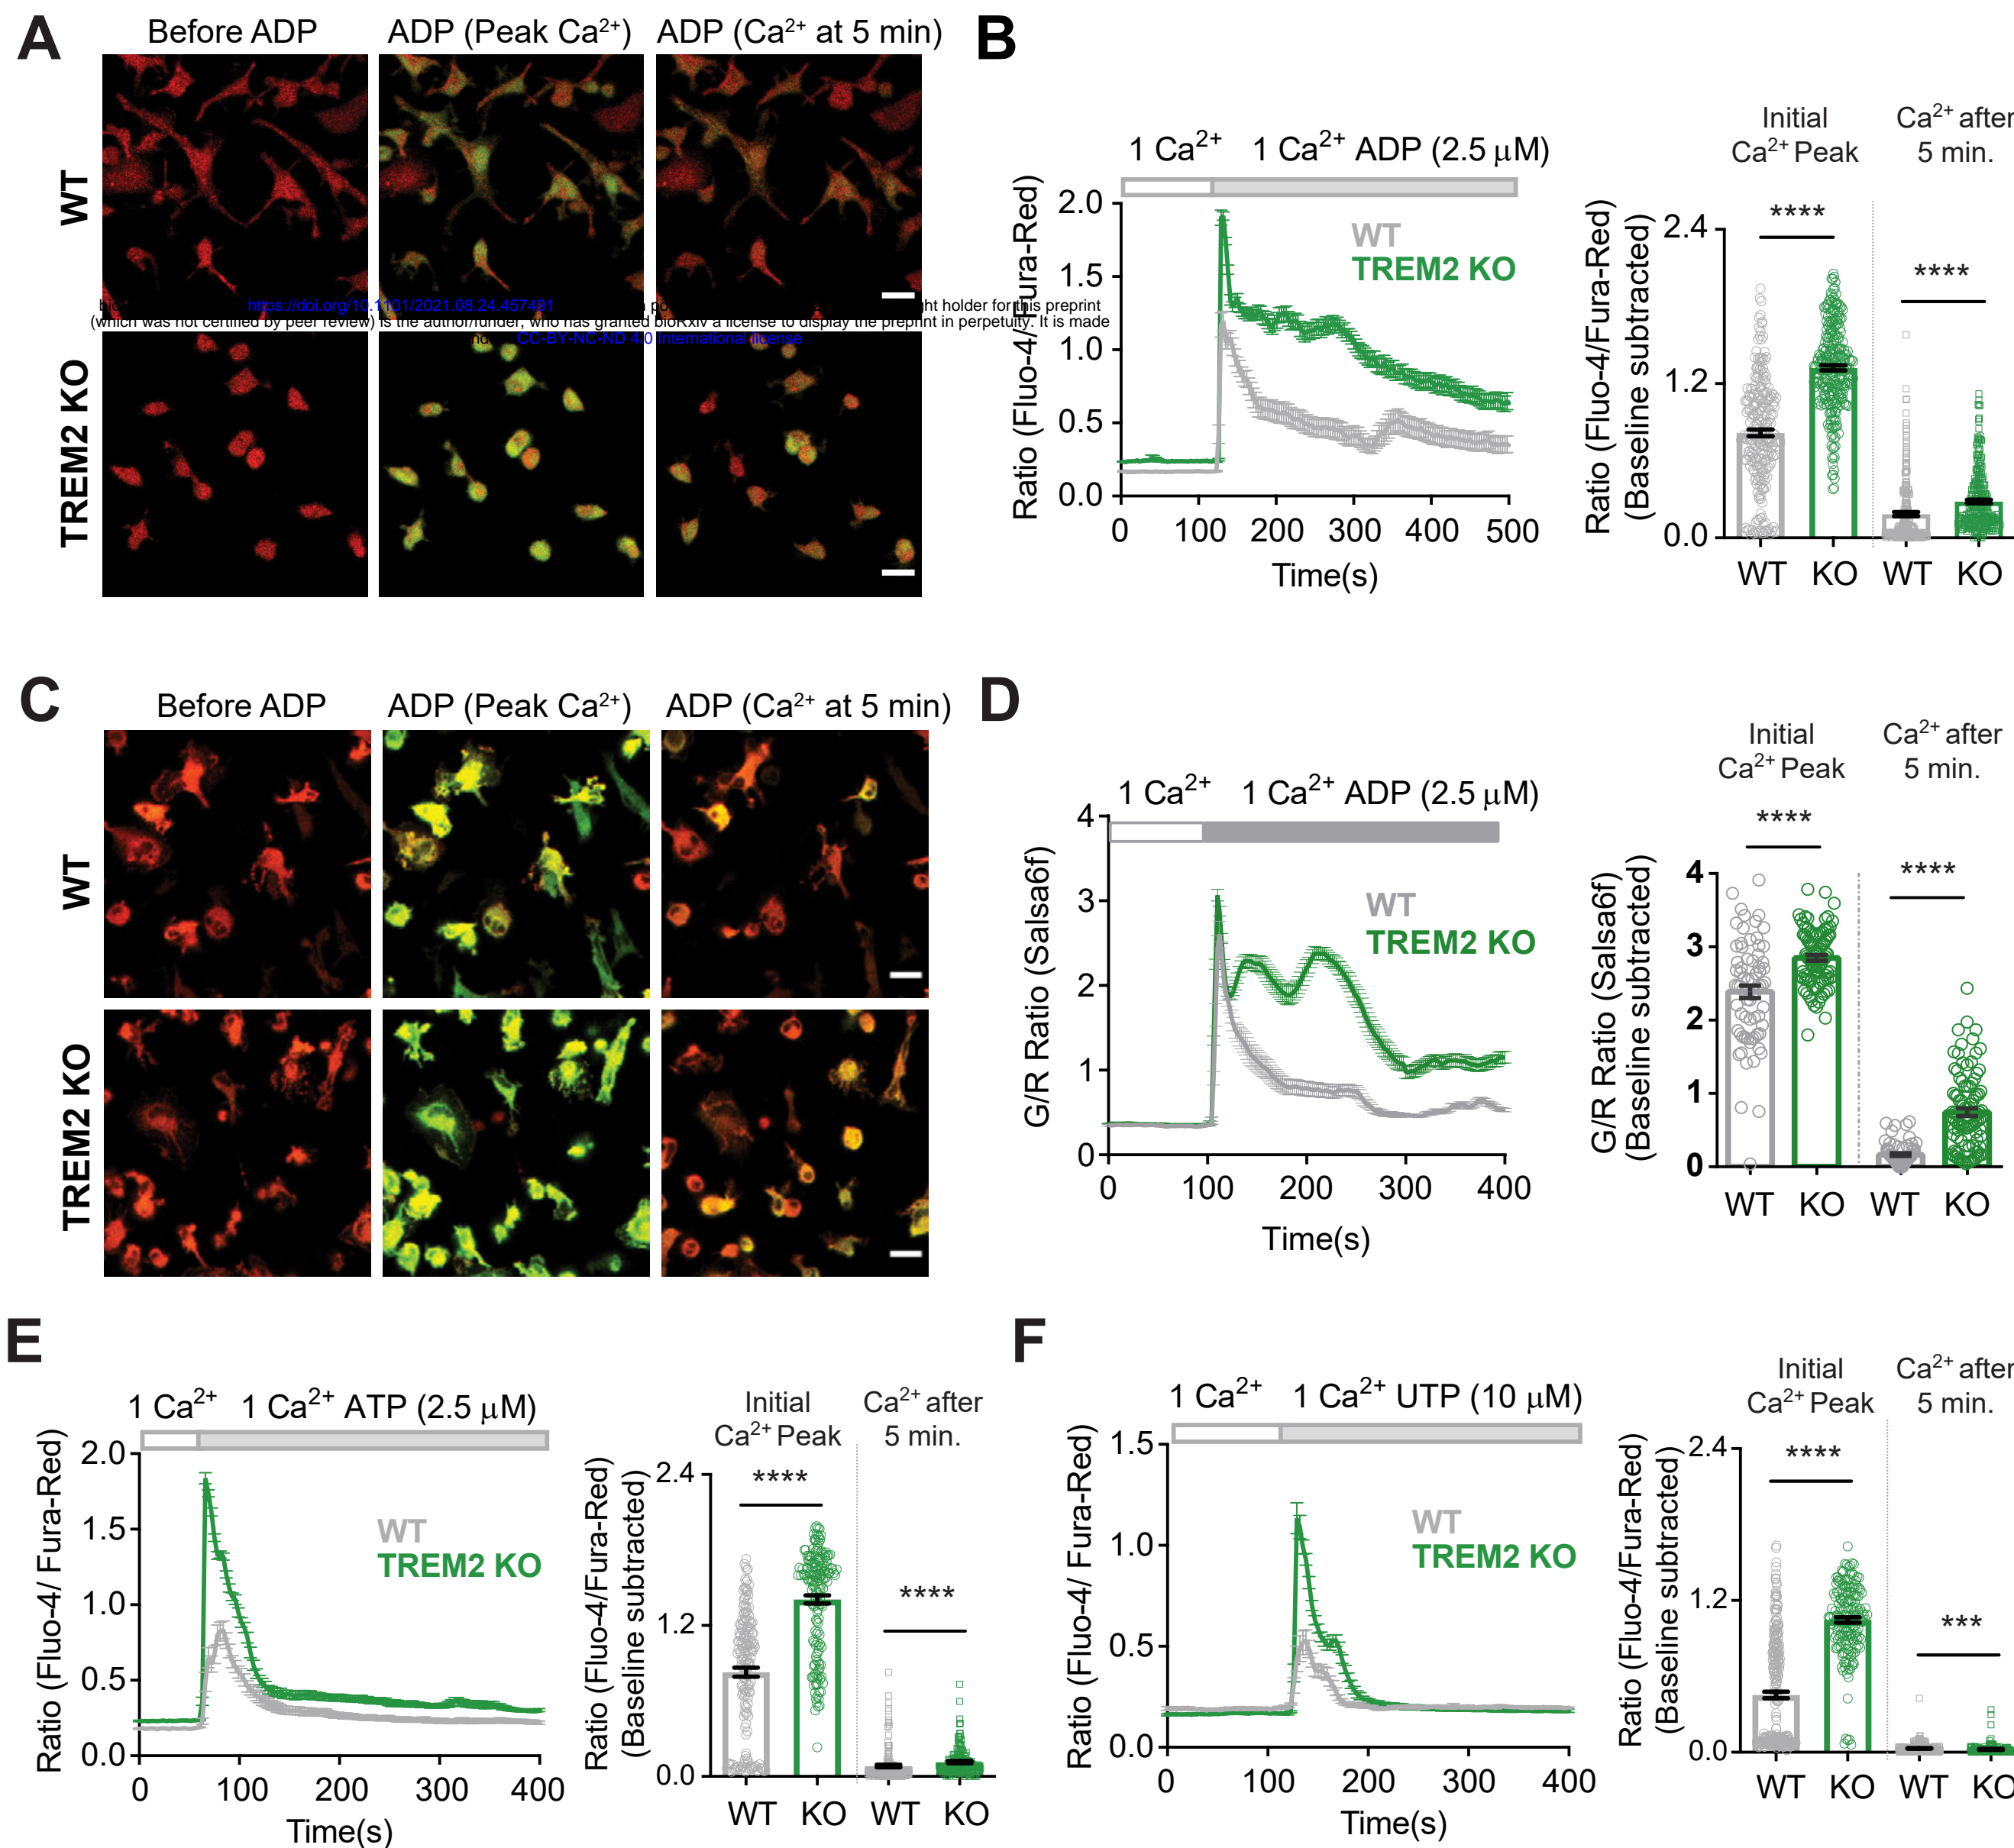 A
Before ADP
ADP (Peak Ca²⁺)
ADP (Ca²⁺ at 5 min)
WT
TREM2 KO
https://doi.org/10.1101/2021.08.24.457491
ght holder for this preprint
(which was not certified by peer review) is the author/funder, who has granted bioRxiv a license to display the preprint in perpetuity. It is made
CC-BY-NC-ND 4.0 International license
B
1 Ca²⁺ 1 Ca²⁺ ADP (2.5 μM)
Ratio (Fluo-4/ Fura-Red)
2.0
1.5
1.0
0.5
0.0
WT
TREM2 KO
0 100 200 300 400 500
Time(s)
Initial
Ca²⁺ Peak
Ca²⁺ after
5 min.
Ratio (Fluo-4/Fura-Red)
(Baseline subtracted)
2.4
1.2
0.0
****
****
WT KO WT KO
C
Before ADP
ADP (Peak Ca²⁺)
ADP (Ca²⁺ at 5 min)
WT
TREM2 KO
D
1 Ca²⁺ 1 Ca²⁺ ADP (2.5 μM)
G/R Ratio (Salsa6f)
4
3
2
1
0
WT
TREM2 KO
0 100 200 300 400
Time(s)
Initial
Ca²⁺ Peak
Ca²⁺ after
5 min.
G/R Ratio (Salsa6f)
(Baseline subtracted)
4
3
2
1
0
****
****
WT KO WT KO
E
1 Ca²⁺ 1 Ca²⁺ ATP (2.5 μM)
Ratio (Fluo-4/ Fura-Red)
2.0
1.5
1.0
0.5
0.0
WT
TREM2 KO
0 100 200 300 400
Time(s)
Initial
Ca²⁺ Peak
Ca²⁺ after
5 min.
Ratio (Fluo-4/Fura-Red)
(Baseline subtracted)
2.4
1.2
0.0
****
****
WT KO WT KO
F
1 Ca²⁺ 1 Ca²⁺ UTP (10 μM)
Ratio (Fluo-4/ Fura-Red)
1.5
1.0
0.5
0.0
WT
TREM2 KO
0 100 200 300 400
Time(s)
Initial
Ca²⁺ Peak
Ca²⁺ after
5 min.
Ratio (Fluo-4/Fura-Red)
(Baseline subtracted)
2.4
1.2
0.0
****
***
WT KO WT KO